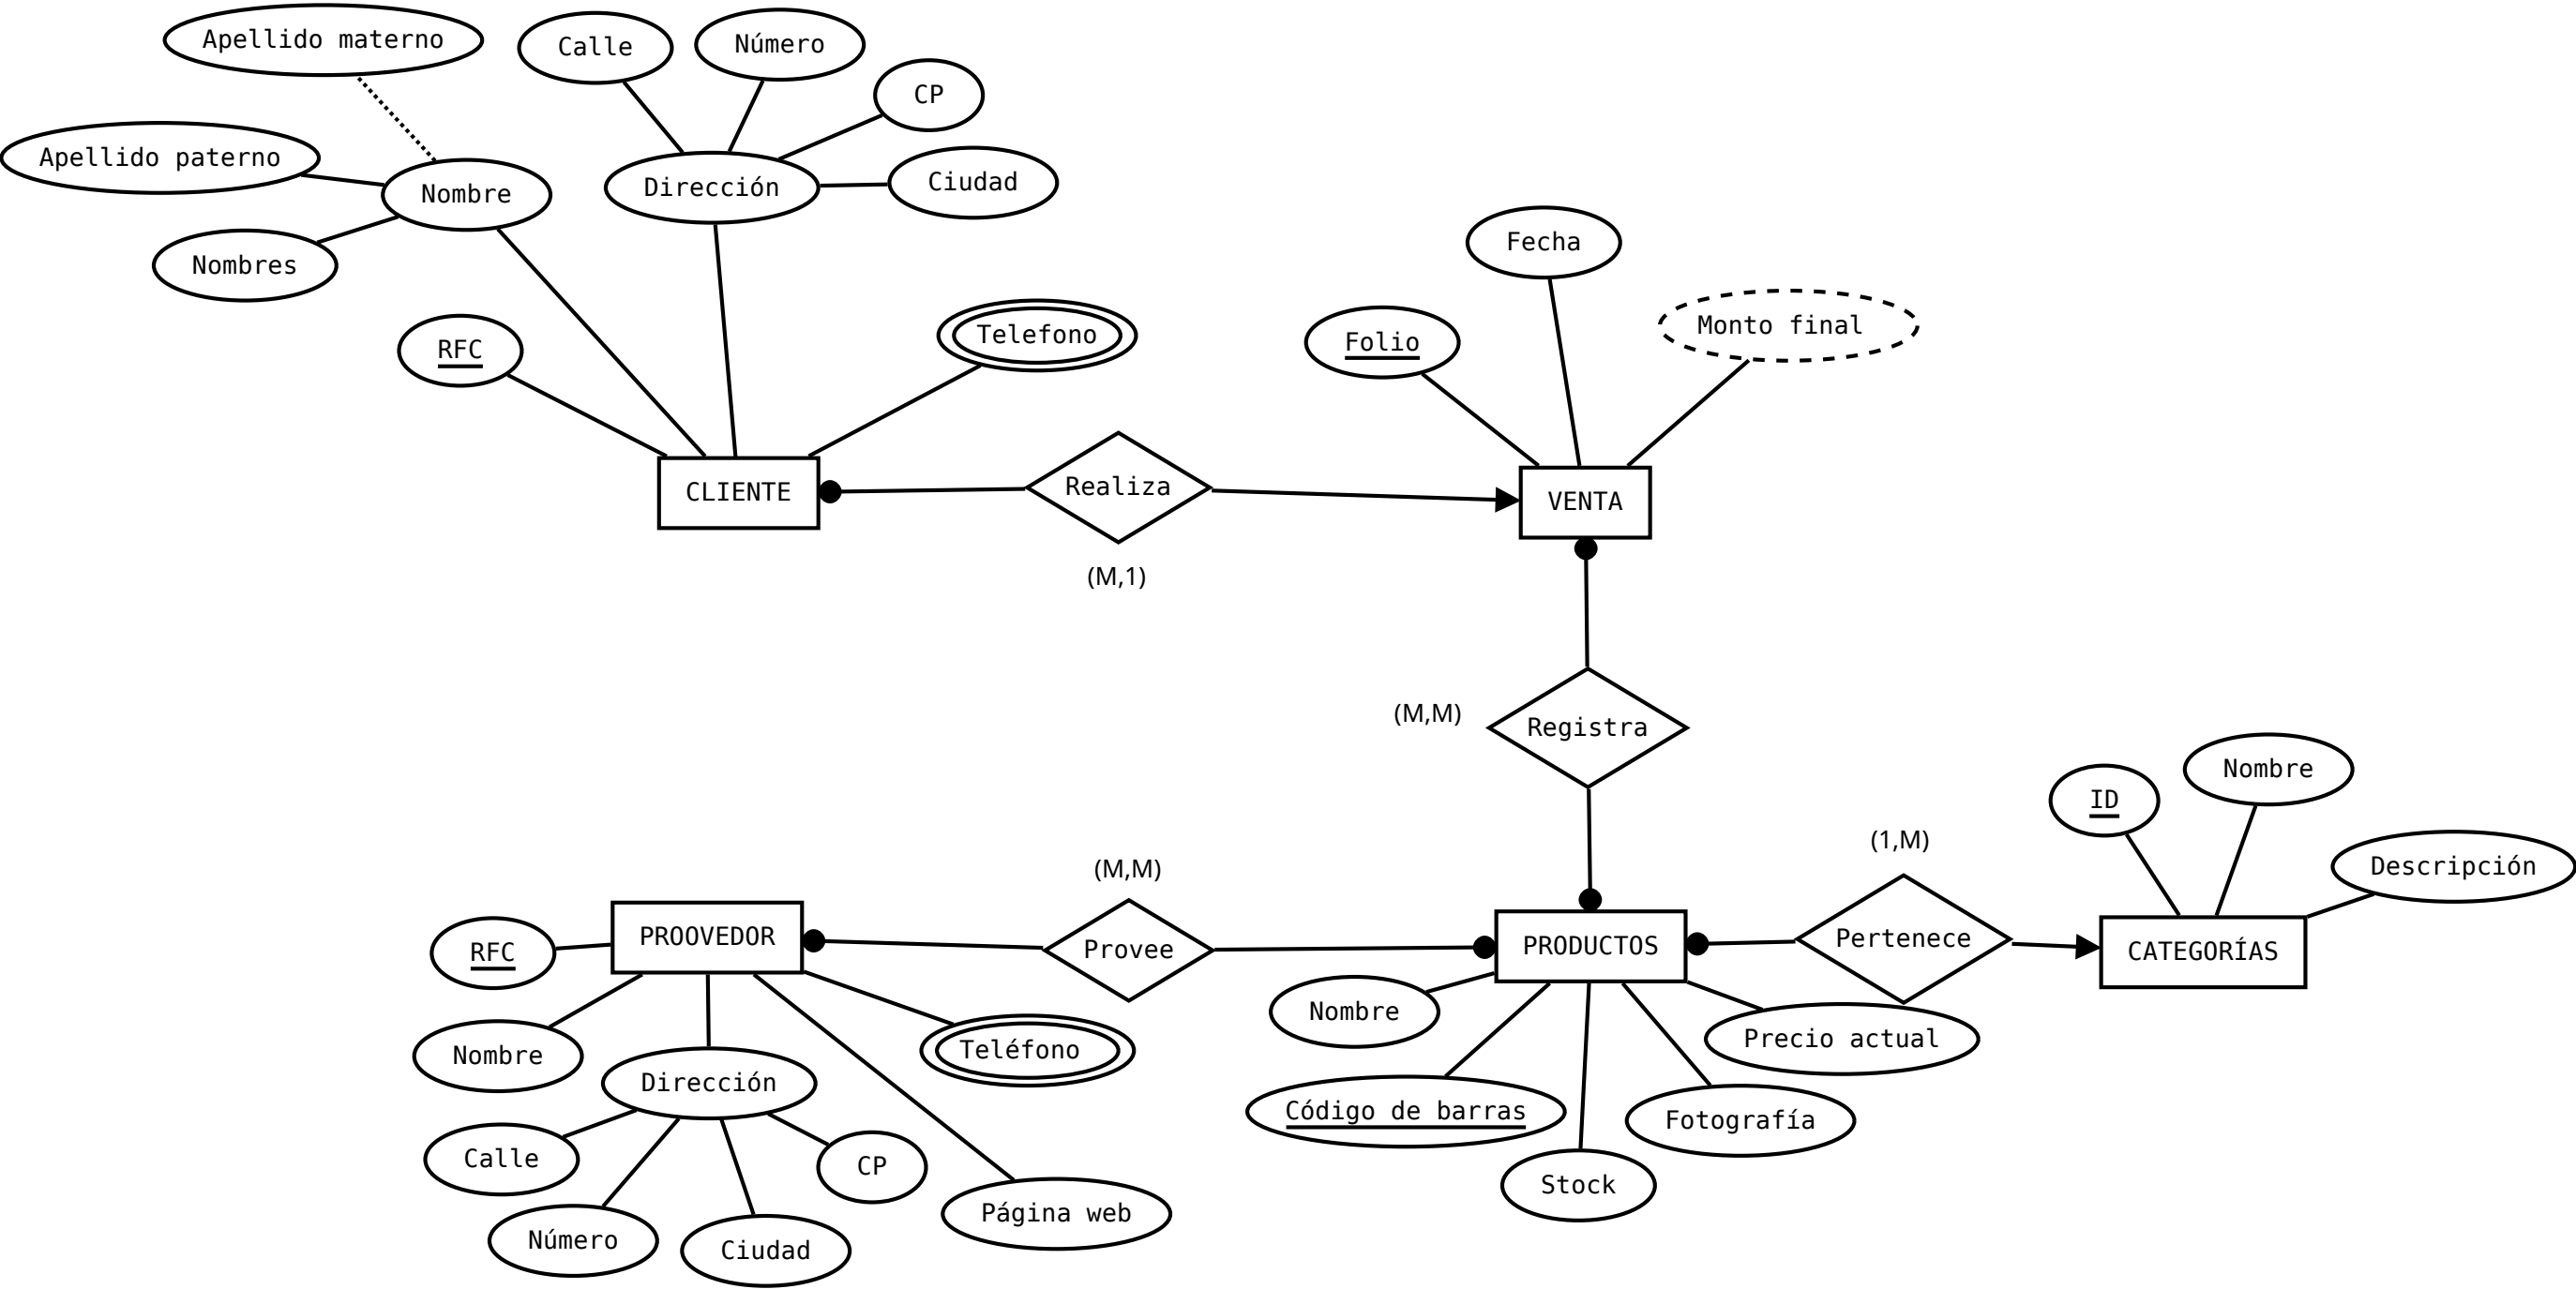 Apellido materno
Calle
Número
CP
Apellido paterno
Nombre
Dirección
Ciudad
Nombres
RFC
Telefono
Fecha
Folio
Monto final
CLIENTE
Realiza
VENTA
(M,1)
(M,M)
Registra
ID
Nombre
Descripción
(M,M)
(1,M)
RFC
PROOVEDOR
Provee
PRODUCTOS
Pertenece
CATEGORÍAS
Nombre
Teléfono
Nombre
Precio actual
Dirección
Código de barras
Fotografía
Calle
CP
Stock
Número
Ciudad
Página web